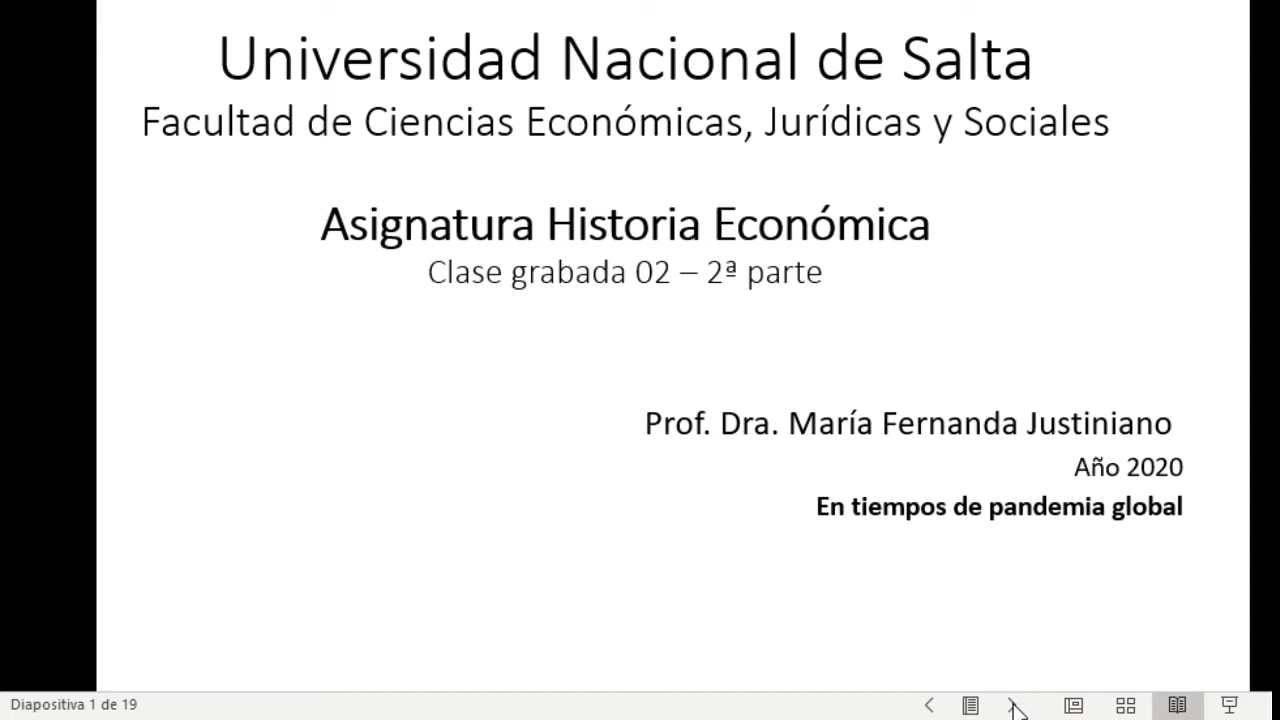 Universidad Nacional de Salta
Facultad de Ciencias Económicas, Jurídicas y Sociales
Asignatura Historia Económica
Clase grabada 02 – 2ª parte
Prof. Dra. María Fernanda Justiniano
Año 2020
En tiempos de pandemia global
Diapositiva 1 de 19